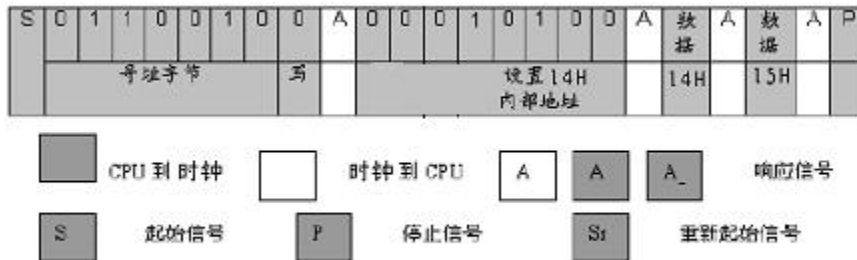 S 0 1 1 0 0 1 0 0 A 0 0 0 1 0 1 0 0 A 数据 A 数据 A P
号址字节 写 设置14H 14H 15H
内部地址
CPU 到 时钟 时钟 到 CPU A A A_ 响应信号
S 起始信号 P 停止信号 Sr 重新起始信号